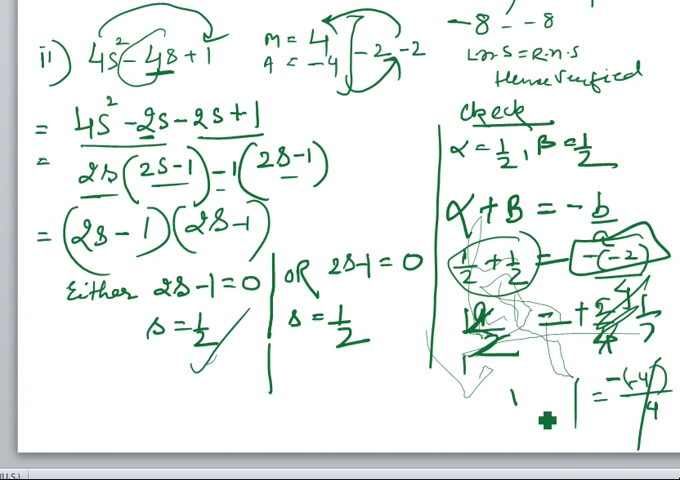 -8 = -8
L.H.S = R.H.S
Hence Verified
ii) 4s² - 4s + 1
M = 4
A = -4
-2 -2
= 4s² - 2s - 2s + 1
= 2s (2s-1) -1 (2s-1)
= (2s-1)(2s-1)
Either 2s-1=0 | OR 2s-1=0
s = 1/2 | s = 1/2
Check
α = 1/2, B = 1/2
α + B = -b/a
1/2 + 1/2 = -(-2)/4
1 = -(-4)/4
(U.S.)